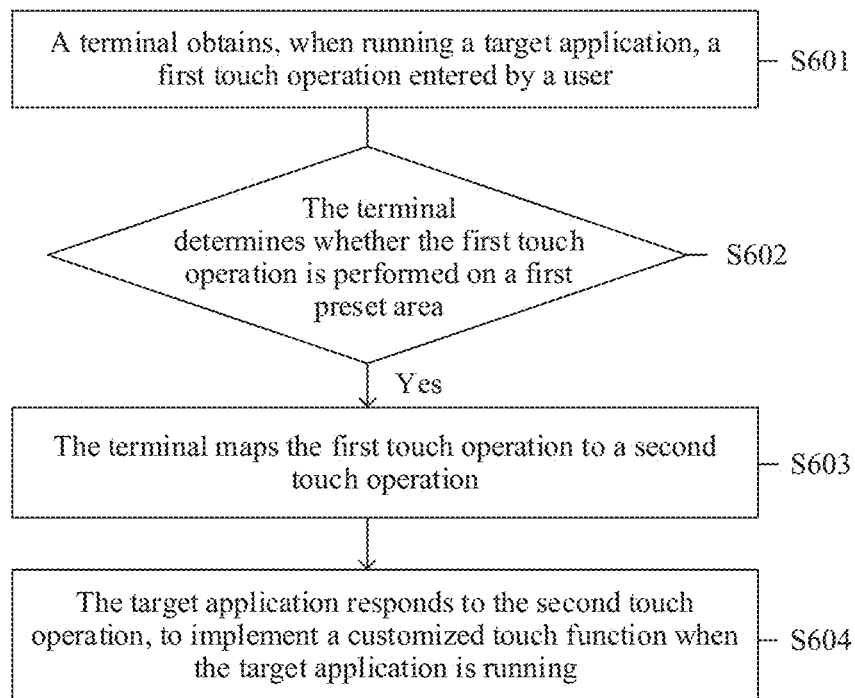 A terminal obtains, when running a target application, a
first touch operation entered by a user
S601
The terminal
determines whether the first touch
operation is performed on a first
preset area
S602
Yes
The terminal maps the first touch operation to a second
touch operation
S603
The target application responds to the second touch
operation, to implement a customized touch function when
the target application is running
S604